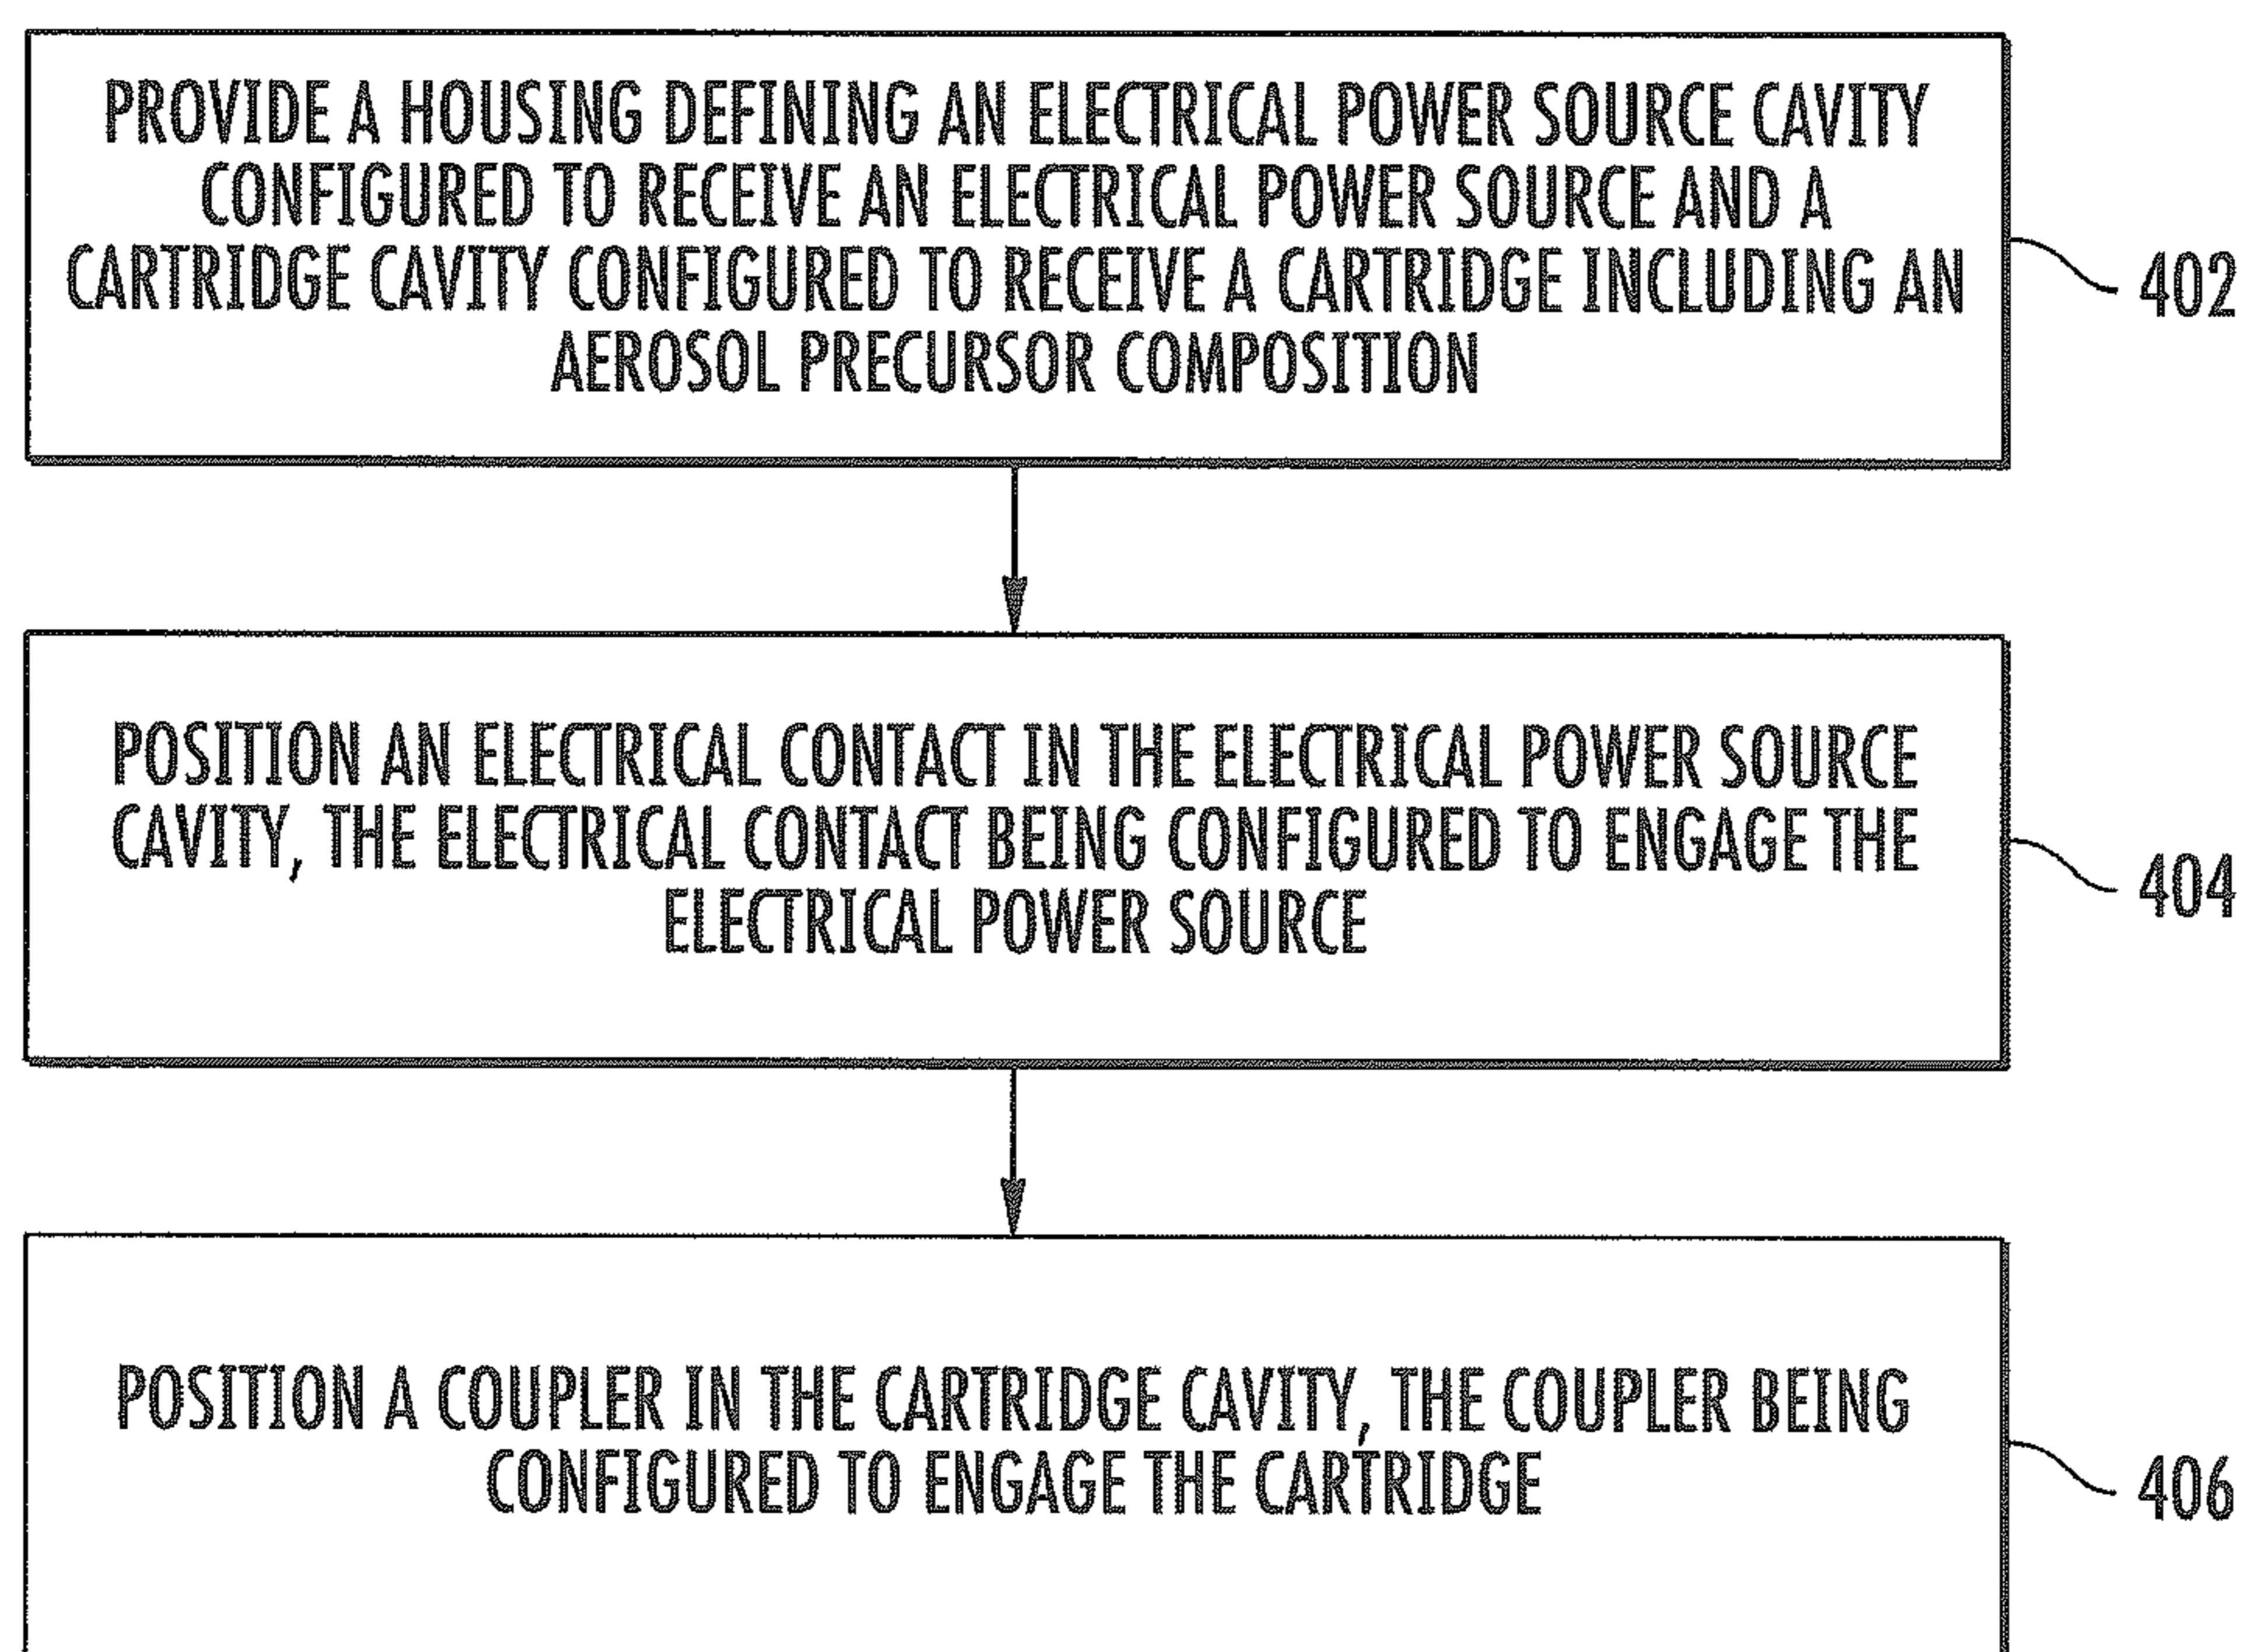 PROVIDE A HOUSING DEFINING AN ELECTRICAL POWER SOURCE CAVITY
CONFIGURED TO RECEIVE AN ELECTRICAL POWER SOURCE AND A
CARTRIDGE CAVITY CONFIGURED TO RECEIVE A CARTRIDGE INCLUDING AN
AEROSOL PRECURSOR COMPOSITION
402
POSITION AN ELECTRICAL CONTACT IN THE ELECTRICAL POWER SOURCE
CAVITY, THE ELECTRICAL CONTACT BEING CONFIGURED TO ENGAGE THE
ELECTRICAL POWER SOURCE
404
POSITION A COUPLER IN THE CARTRIDGE CAVITY, THE COUPLER BEING
CONFIGURED TO ENGAGE THE CARTRIDGE
406